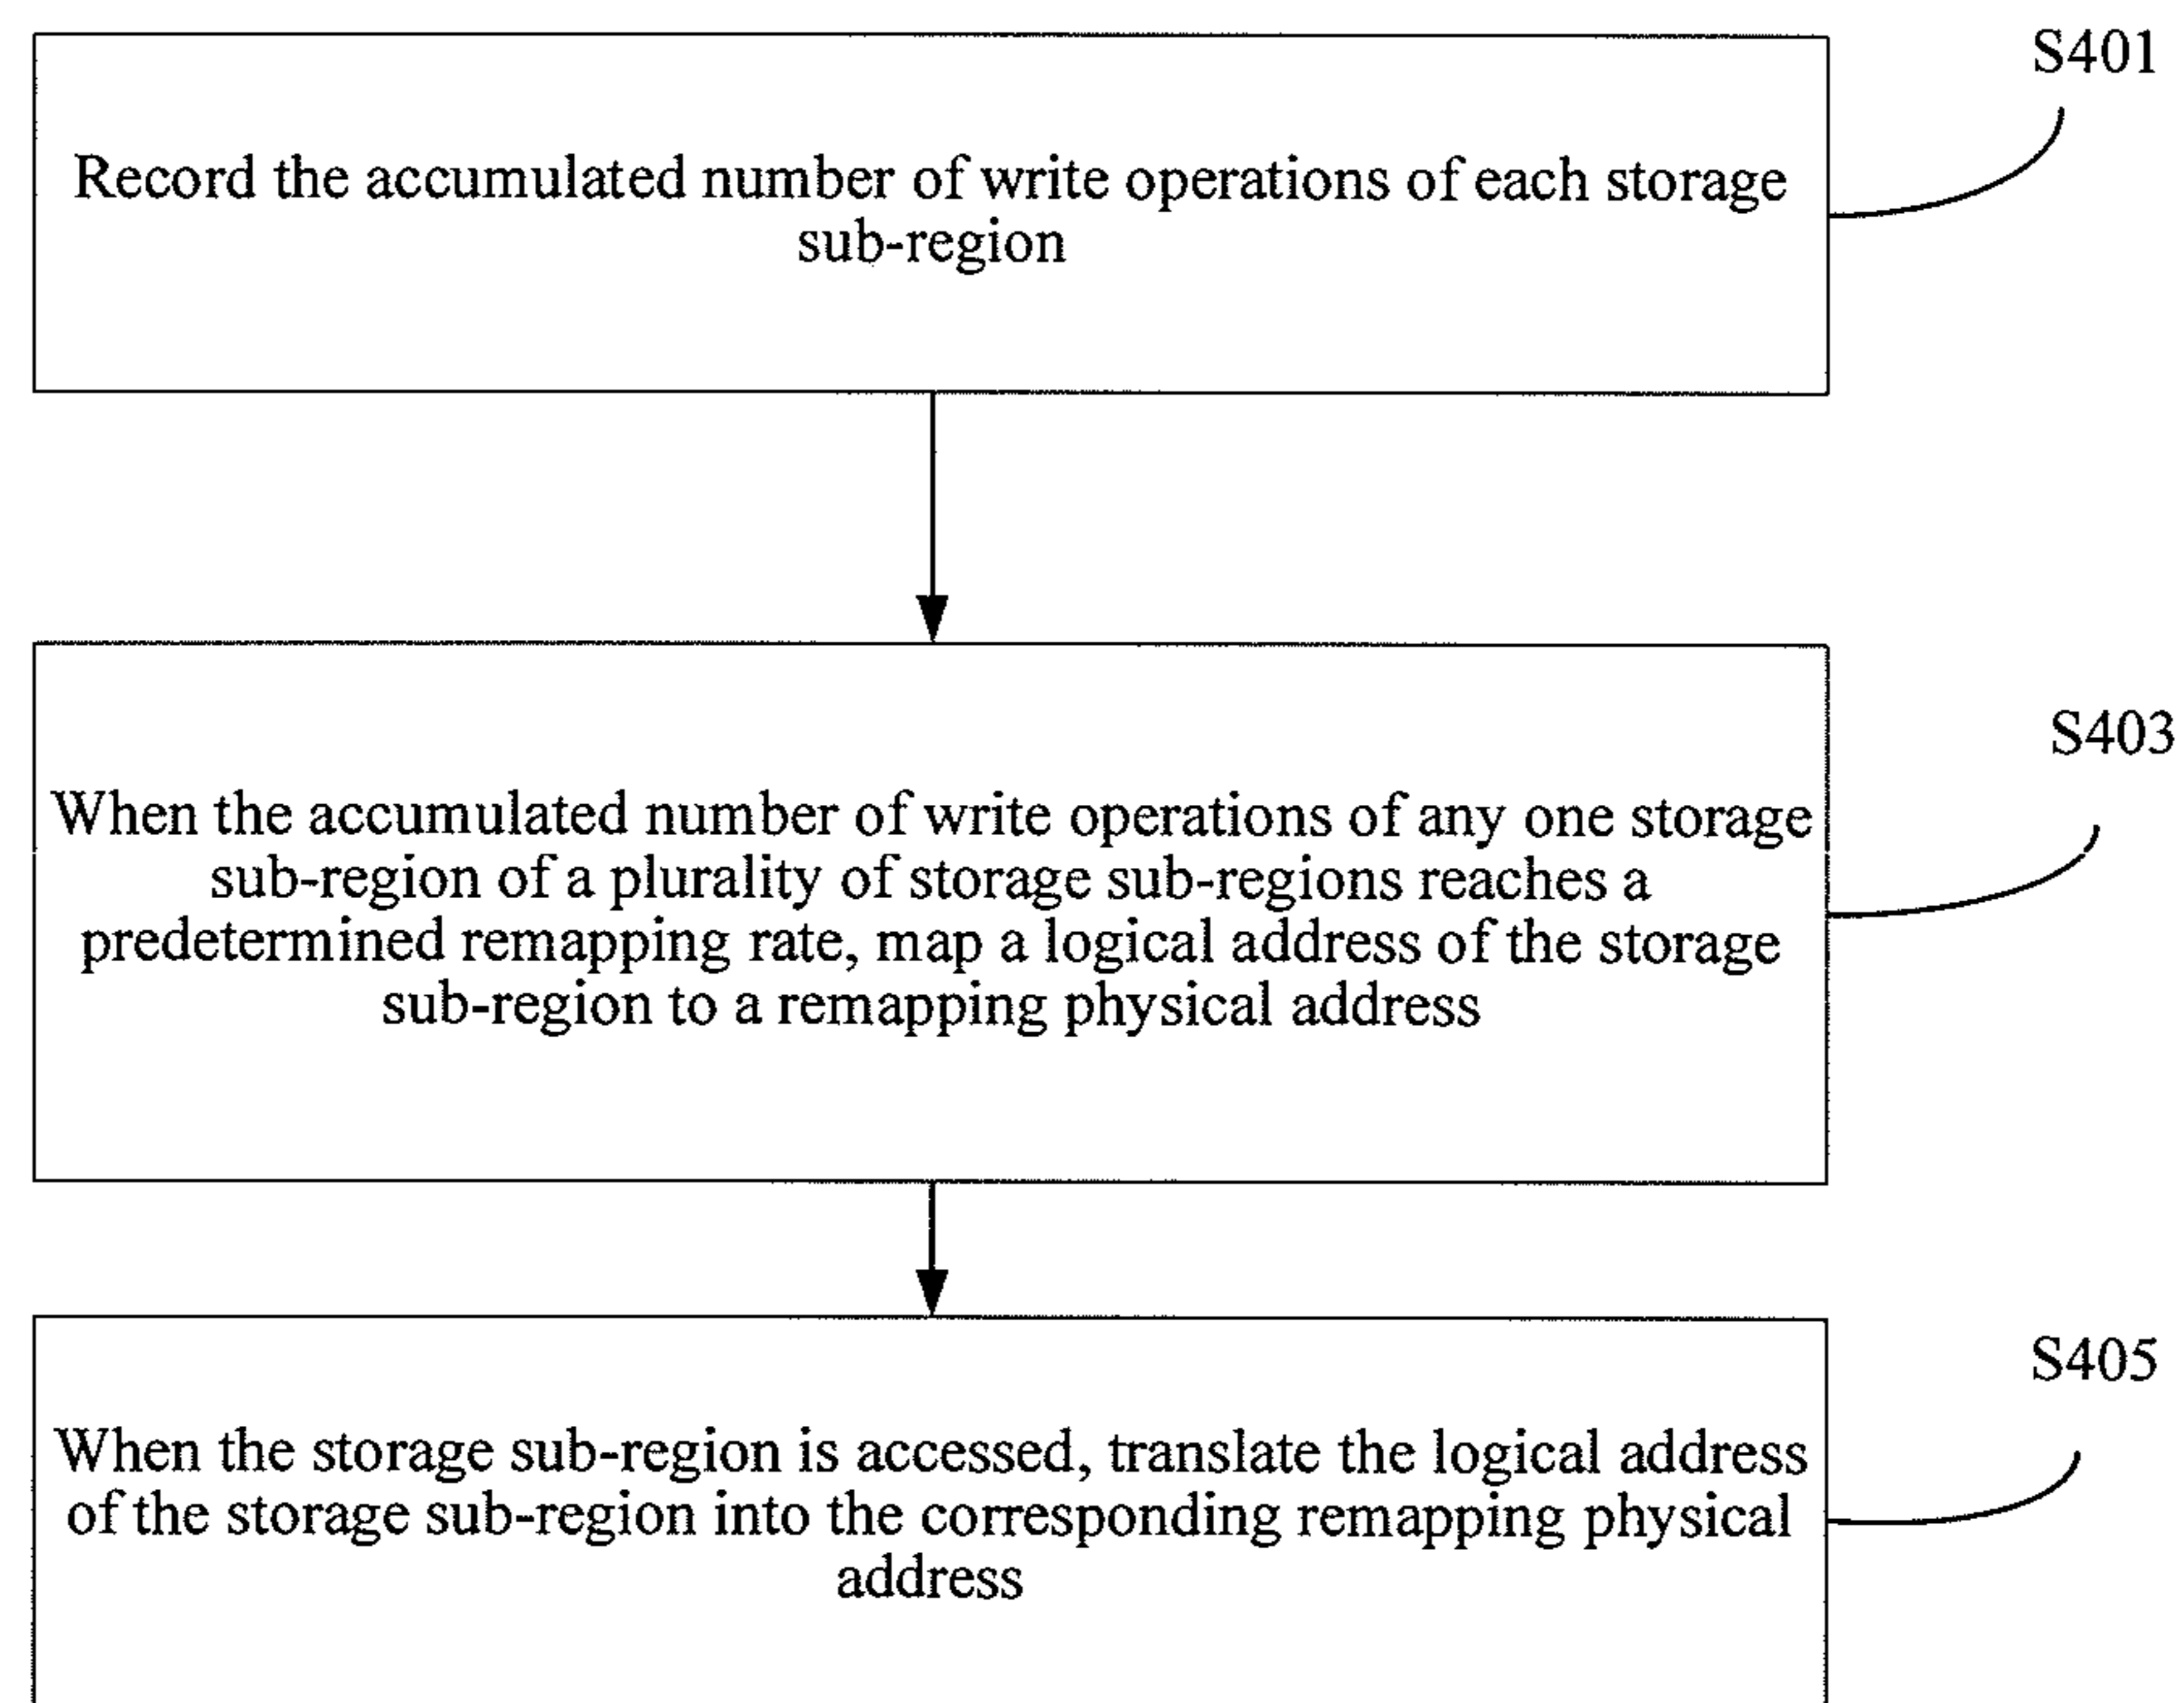 S401
Record the accumulated number of write operations of each storage
sub-region
S403
When the accumulated number of write operations of any one storage
sub-region of a plurality of storage sub-regions reaches a
predetermined remapping rate, map a logical address of the storage
sub-region to a remapping physical address
S405
When the storage sub-region is accessed, translate the logical address
of the storage sub-region into the corresponding remapping physical
address